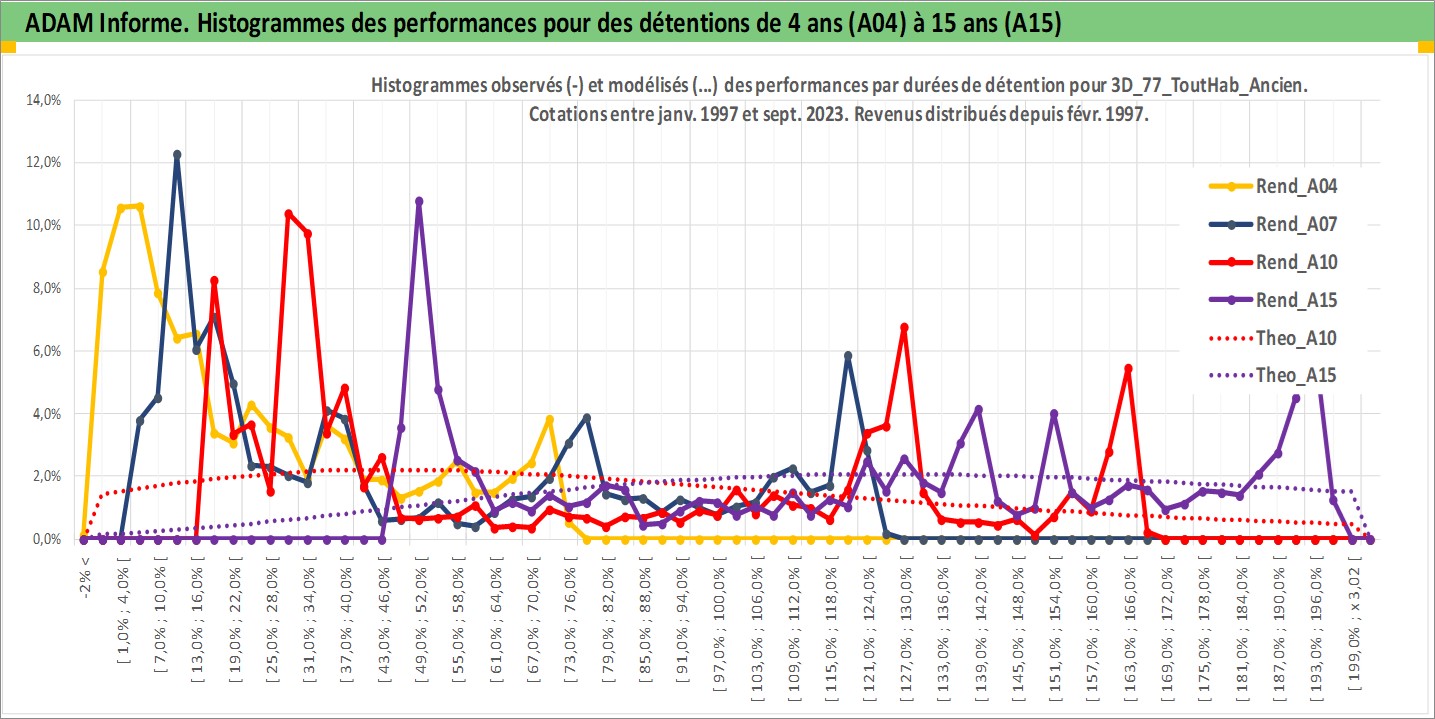 ADAM Informe. Histogrammes des performances pour des détentions de 4 ans (A04) à 15 ans (A15)
Histogrammes observés (-) et modélisés (...) des performances par durées de détention pour 3D_77_ToutHab_Ancien.
Cotations entre janv. 1997 et sept. 2023. Revenus distribués depuis févr. 1997.
14,0%
12,0%
10,0%
8,0%
6,0%
4,0%
2,0%
0,0%
Rend_A04
Rend_A07
Rend_A10
Rend_A15
Theo_A10
Theo_A15
-2% <
[ 1,0% ; 4,0% [
[ 7,0% ; 10,0%
[ 13,0% ; 16,0%
[ 19,0% ; 22,0%
[ 25,0% ; 28,0%
[ 31,0% ; 34,0%
[ 37,0% ; 40,0%
[ 43,0% ; 46,0%
[ 49,0% ; 52,0%
[ 55,0% ; 58,0%
[ 61,0% ; 64,0%
[ 67,0% ; 70,0%
[ 73,0% ; 76,0%
[ 79,0% ; 82,0%
[ 85,0% ; 88,0%
[ 91,0% ; 94,0%
[ 97,0% ; 100,0%
[ 103,0% ; 106,0%
[ 109,0% ; 112,0%
[ 115,0% ; 118,0%
[ 121,0% ; 124,0%
[ 127,0% ; 130,0%
[ 133,0% ; 136,0%
[ 139,0% ; 142,0%
[ 145,0% ; 148,0%
[ 151,0% ; 154,0%
[ 157,0% ; 160,0%
[ 163,0% ; 166,0%
[ 169,0% ; 172,0%
[ 175,0% ; 178,0%
[ 181,0% ; 184,0%
[ 187,0% ; 190,0%
[ 193,0% ; 196,0%
[ 199,0% ; x 3,02